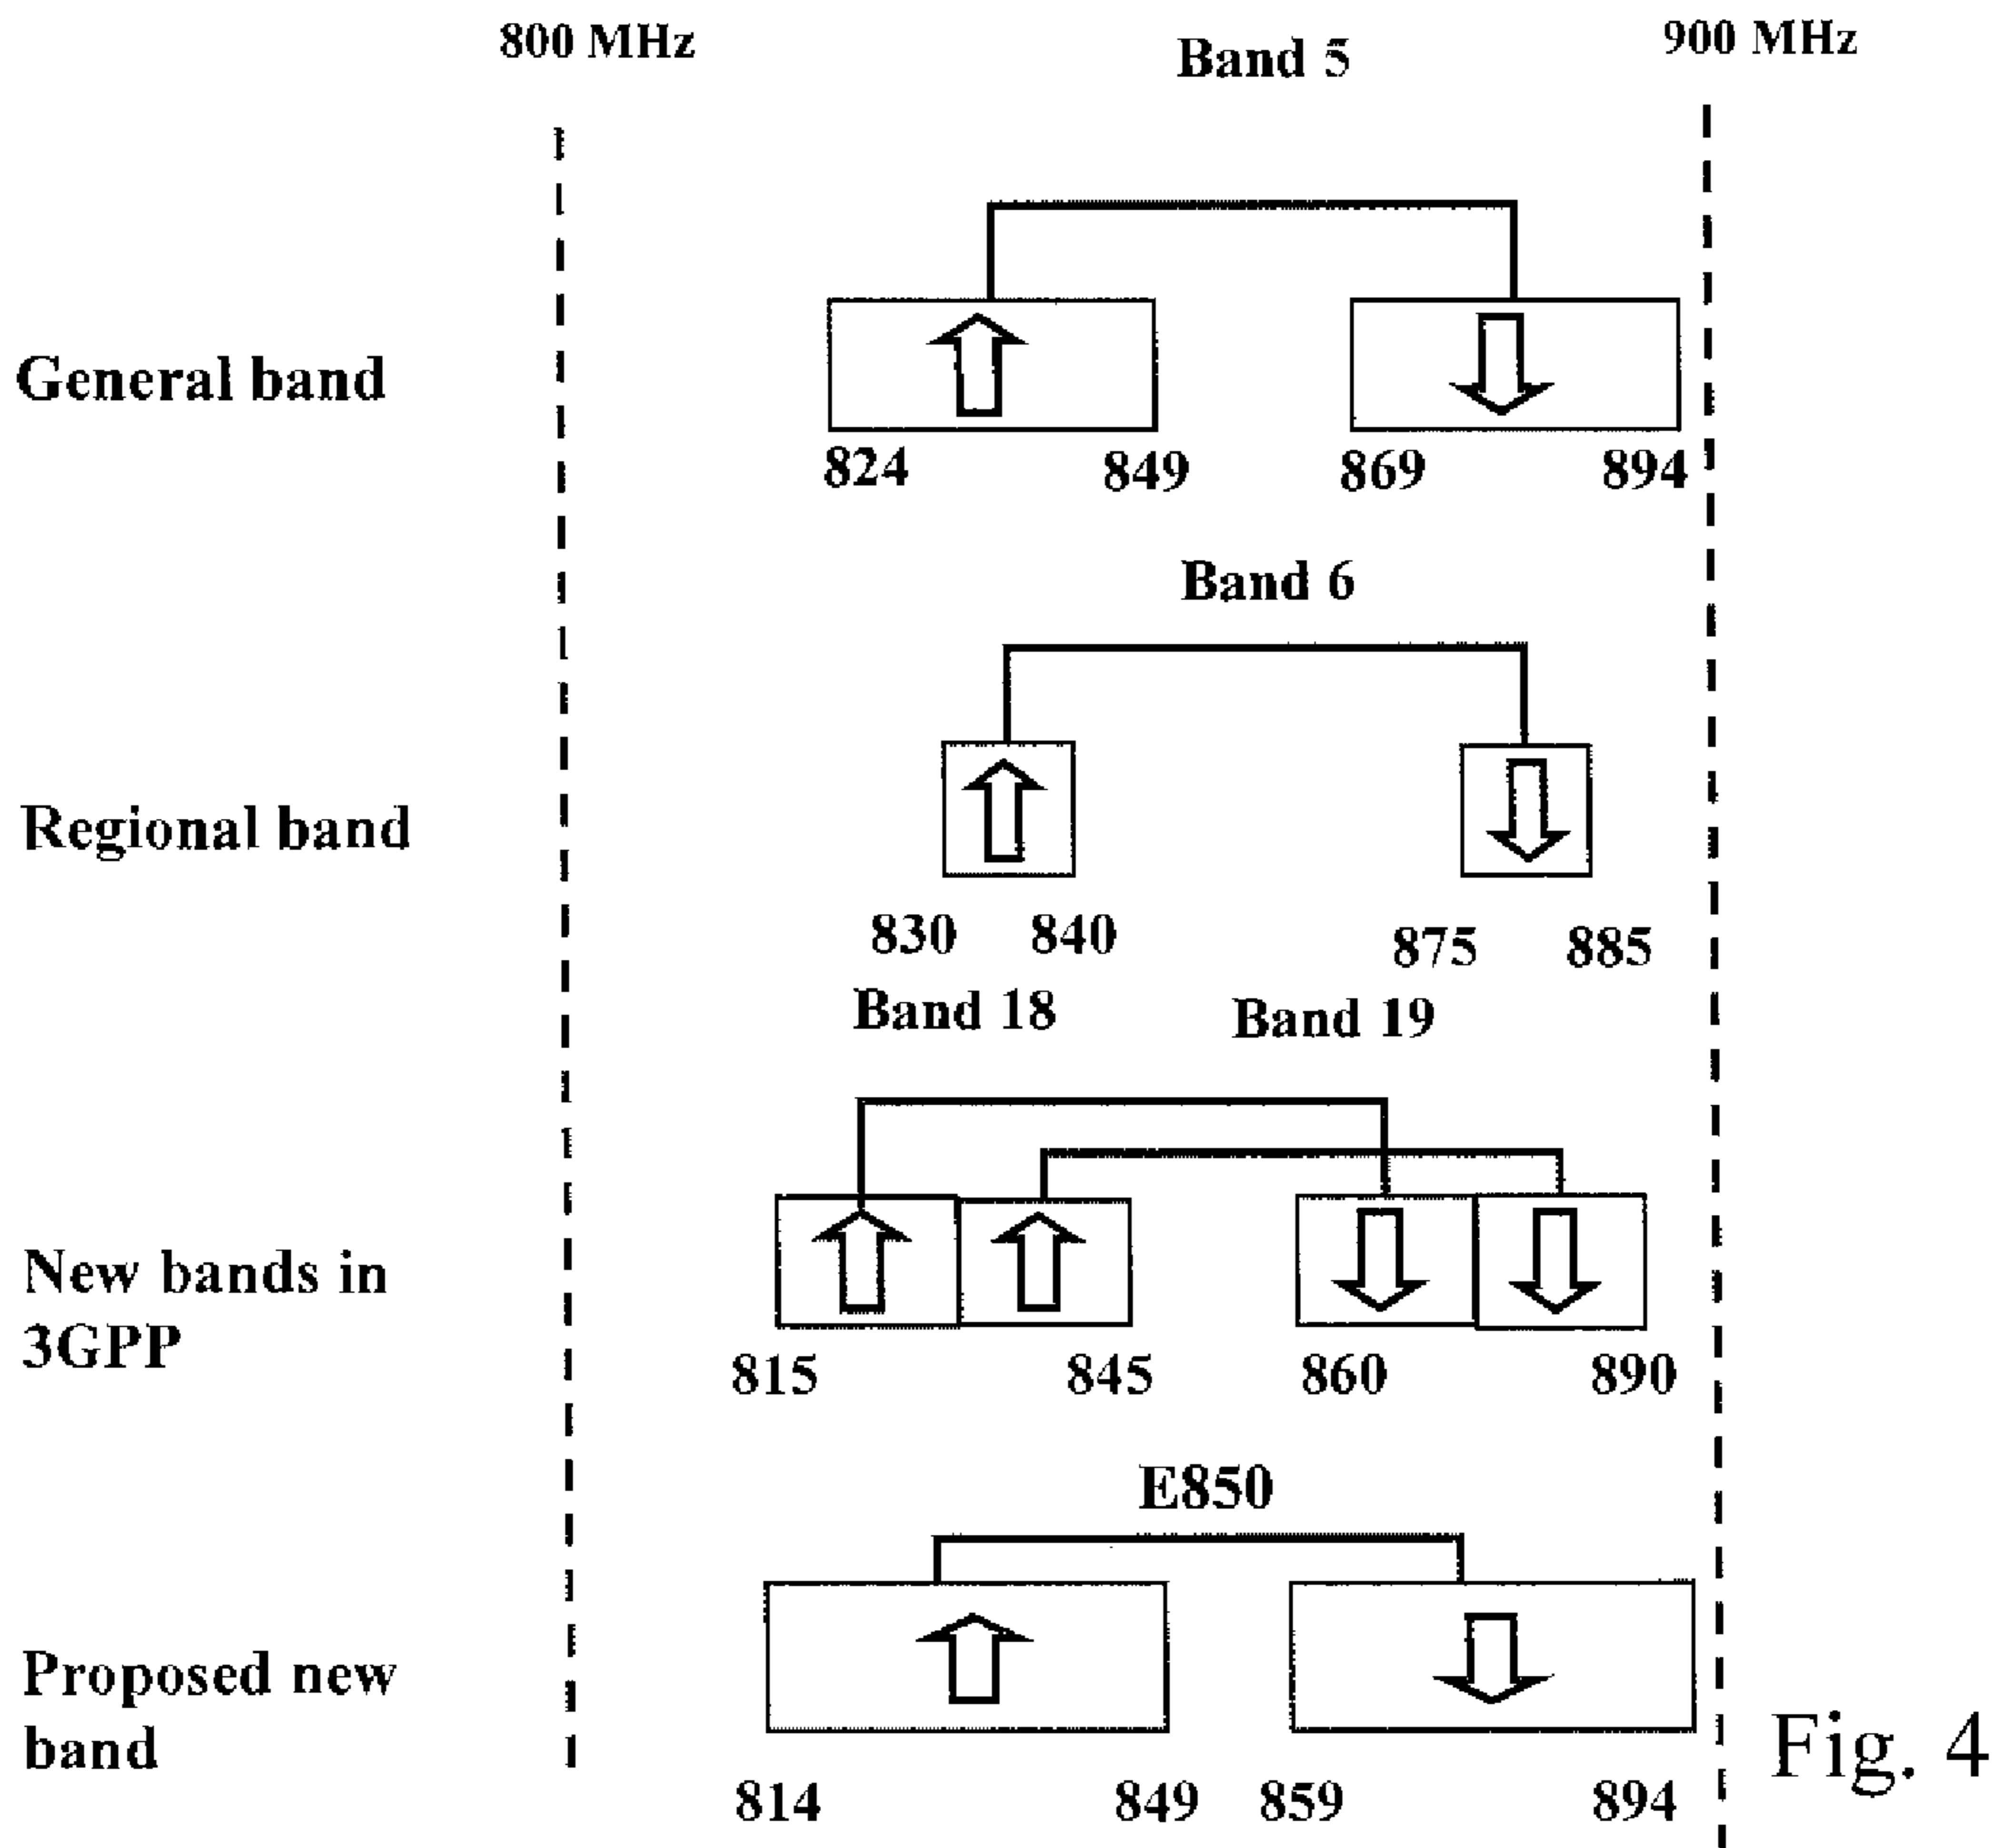 800 MHz
Band 5
900 MHz
General band
824 849 869 894
Band 6
Regional band
830 840 875 885
Band 18 Band 19
New bands in
3GPP
815 845 860 890
E850
Proposed new
band
814 849 859 894
Fig. 4